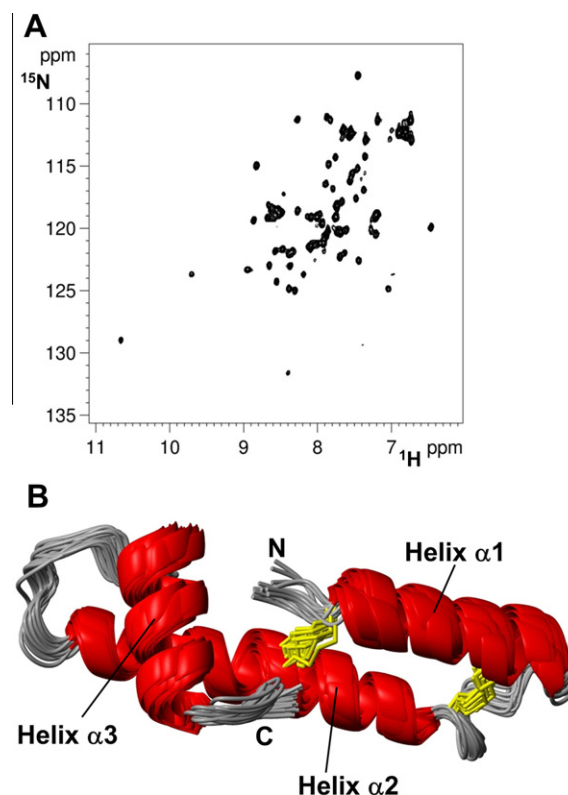 A
ppm
15N
110
115
120
125
130
135
11 10 9 8 7 1H ppm
B
N
Helix α1
Helix α3
C
Helix α2